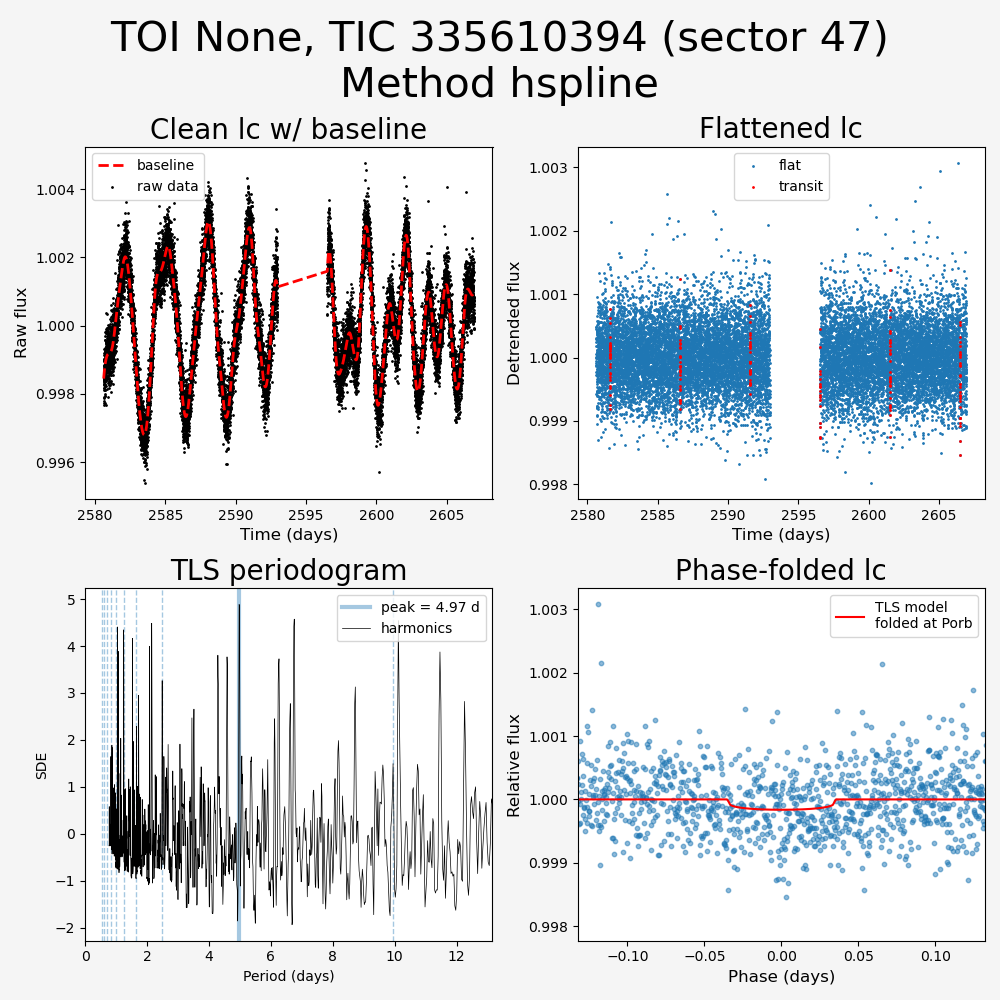 TOI None, TIC 335610394 (sector 47)
Method hspline
Clean lc w/ baseline
baseline
raw data
Raw flux
1.004
1.002
1.000
0.998
0.996
2580
2585
2590
2595
2600
2605
Time (days)
Flattened lc
flat
transit
Detrended flux
1.003
1.002
1.001
1.000
0.999
0.998
2580
2585
2590
2595
2600
2605
Time (days)
TLS periodogram
peak = 4.97 d
harmonics
SDE
5
4
3
2
1
0
−1
−2
0
2
4
6
8
10
12
Period (days)
Phase-folded lc
TLS model
folded at Porb
Relative flux
1.003
1.002
1.001
1.000
0.999
0.998
−0.10
−0.05
0.00
0.05
0.10
Phase (days)